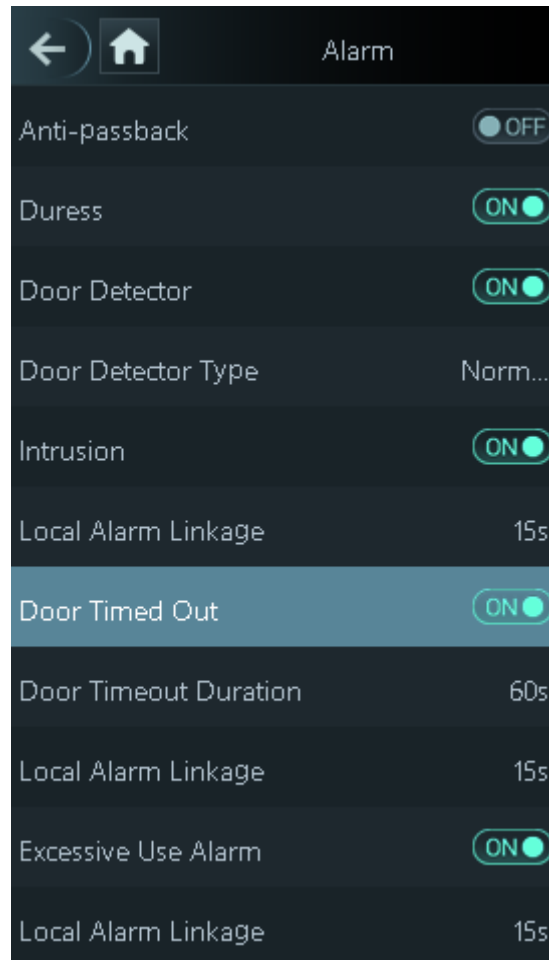 Alarm
Anti-passback OFF
Duress ON
Door Detector ON
Door Detector Type Norm...
Intrusion ON
Local Alarm Linkage 15s
Door Timed Out ON
Door Timeout Duration 60s
Local Alarm Linkage 15s
Excessive Use Alarm ON
Local Alarm Linkage 15s